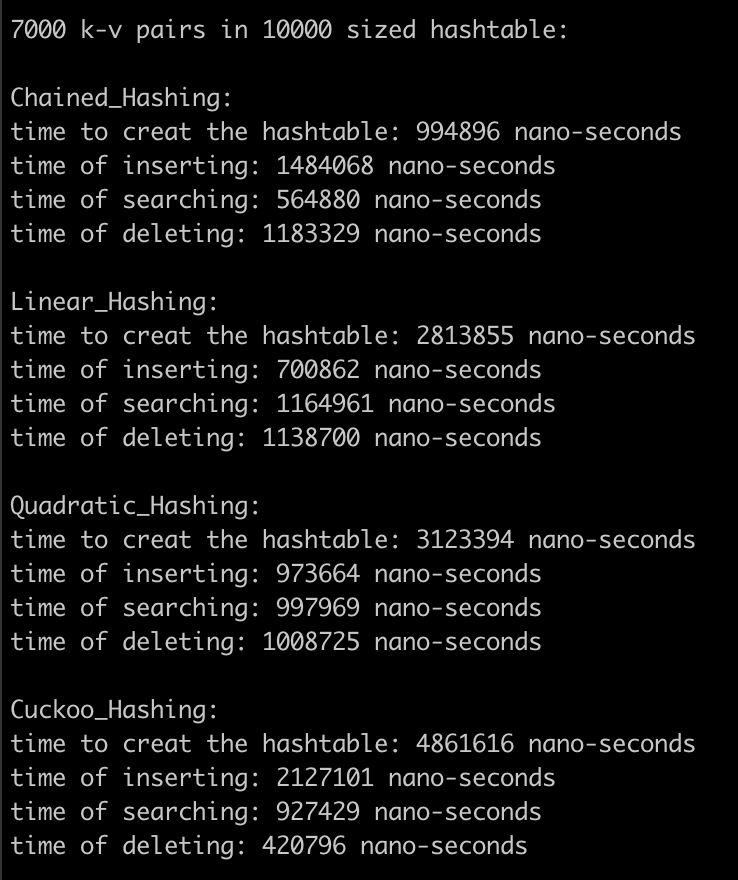 7000 k-v pairs in 10000 sized hashtable:
Chained_Hashing:
time to creat the hashtable: 994896 nano-seconds
time of inserting: 1484068 nano-seconds
time of searching: 564880 nano-seconds
time of deleting: 1183329 nano-seconds
Linear_Hashing:
time to creat the hashtable: 2813855 nano-seconds
time of inserting: 700862 nano-seconds
time of searching: 1164961 nano-seconds
time of deleting: 1138700 nano-seconds
Quadratic_Hashing:
time to creat the hashtable: 3123394 nano-seconds
time of inserting: 973664 nano-seconds
time of searching: 997969 nano-seconds
time of deleting: 1008725 nano-seconds
Cuckoo_Hashing:
time to creat the hashtable: 4861616 nano-seconds
time of inserting: 2127101 nano-seconds
time of searching: 927429 nano-seconds
time of deleting: 420796 nano-seconds